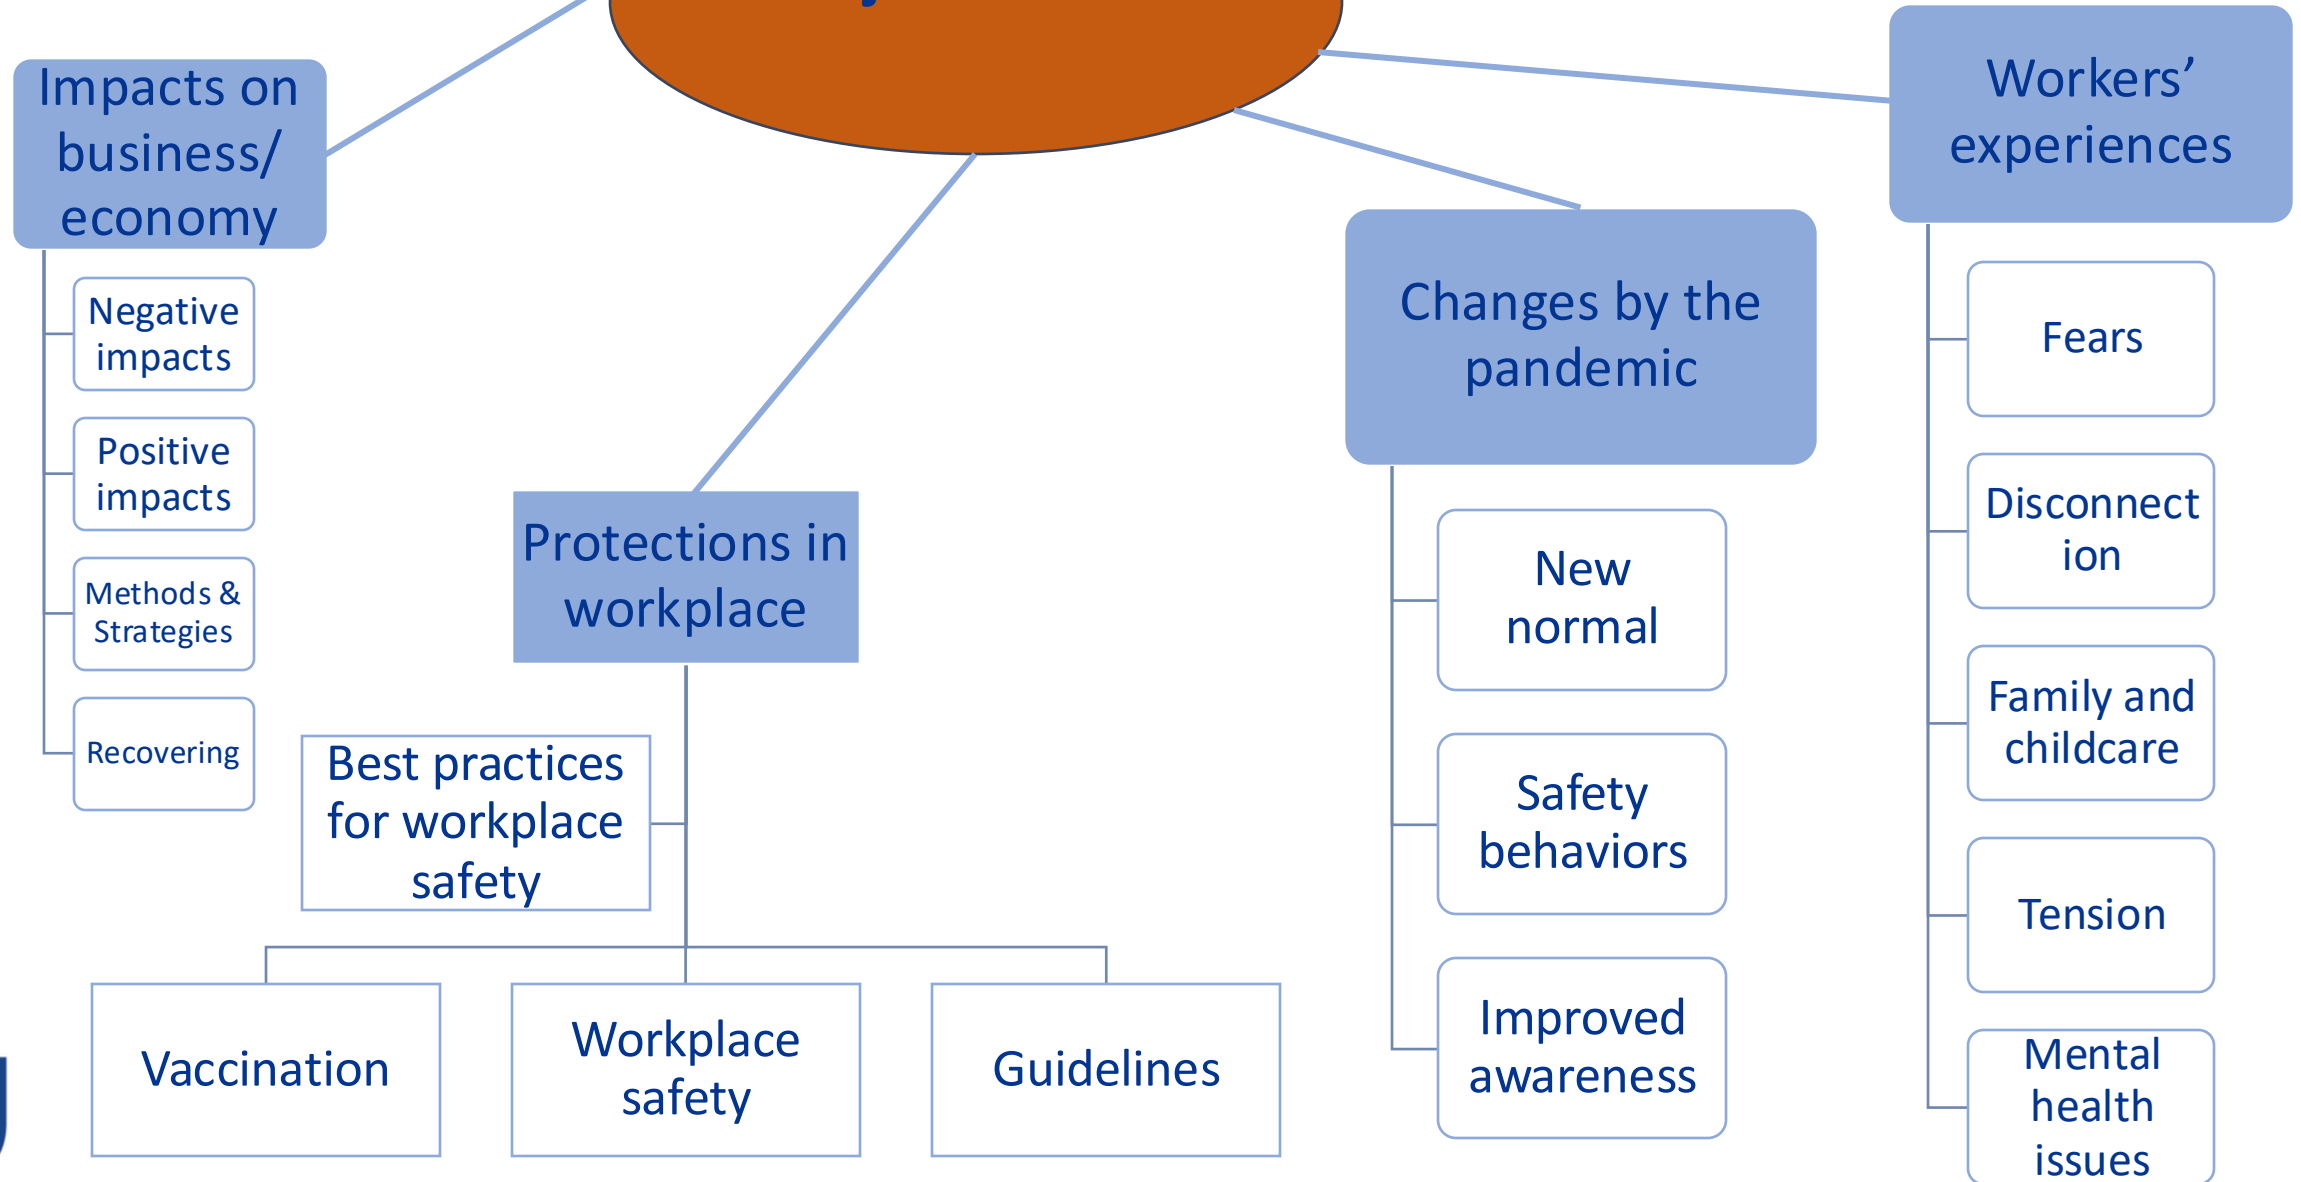 Impacts on
business/
economy
Negative
impacts
Positive
impacts
Methods &
Strategies
Recovering
Protections in
workplace
Best practices
for workplace
safety
Vaccination
Workplace
safety
Guidelines
Changes by the
pandemic
New
normal
Safety
behaviors
Improved
awareness
Workers’
experiences
Fears
Disconnect
ion
Family and
childcare
Tension
Mental
health
issues